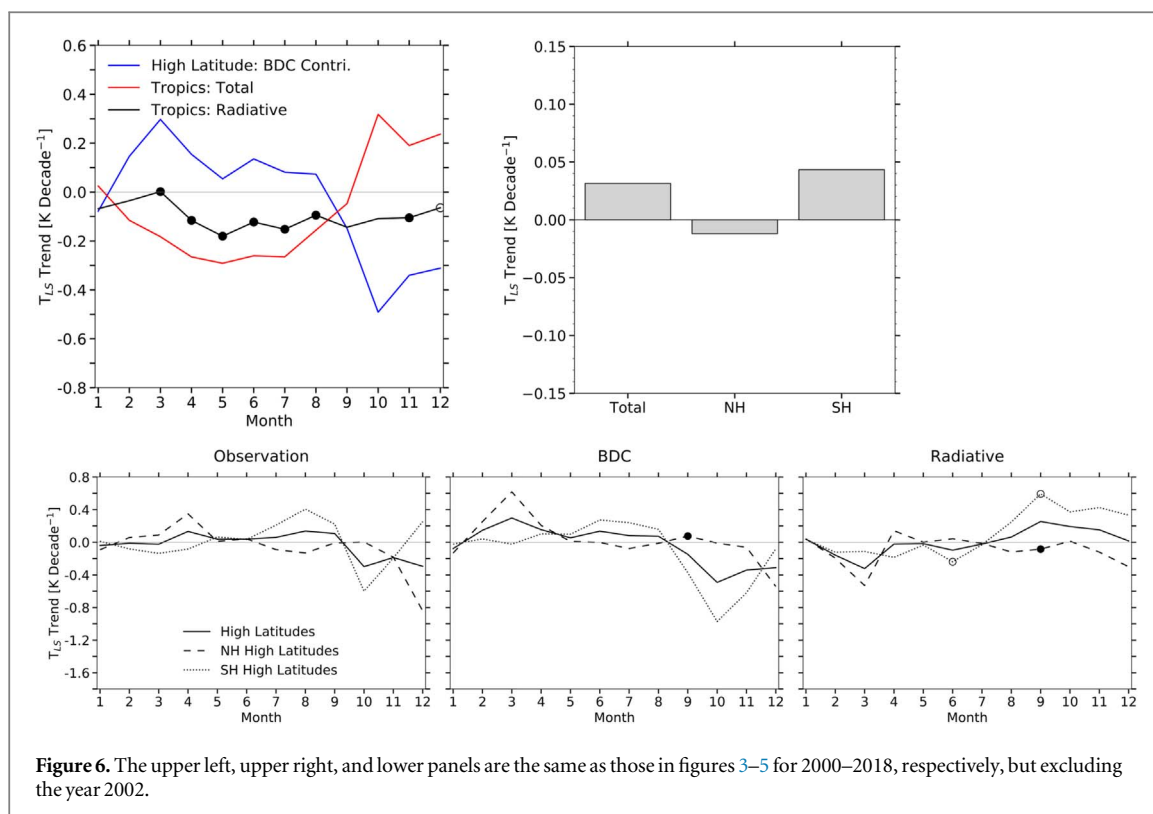 0.6
0.4
0.2
0.0
-0.2
-0.4
-0.6
-0.8
T_LS Trend [K Decade⁻¹]
High Latitude: BDC Contri.
Tropics: Total
Tropics: Radiative
1 2 3 4 5 6 7 8 9 10 11 12
Month
0.15
0.10
0.05
0.00
−0.05
−0.10
−0.15
T_LS Trend [K Decade⁻¹]
Total NH SH
Observation
0.8
0.4
0.0
-0.4
-0.8
-1.2
-1.6
T_LS Trend [K Decade⁻¹]
High Latitudes
NH High Latitudes
SH High Latitudes
1 2 3 4 5 6 7 8 9 10 11 12
Month
BDC
1 2 3 4 5 6 7 8 9 10 11 12
Month
Radiative
1 2 3 4 5 6 7 8 9 10 11 12
Month
Figure 6. The upper left, upper right, and lower panels are the same as those in figures 3–5 for 2000–2018, respectively, but excluding
the year 2002.